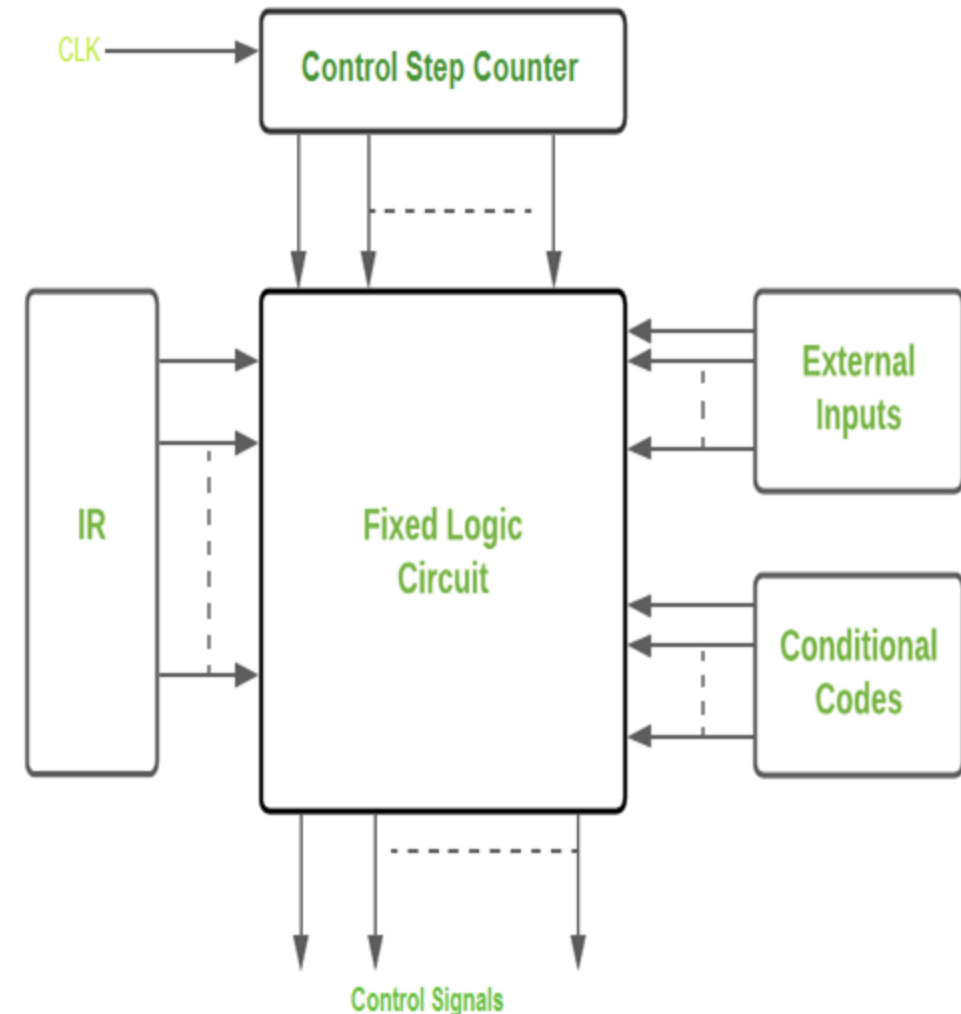 CLK
Control Step Counter
IR
Fixed Logic
Circuit
External
Inputs
Conditional
Codes
Control Signals